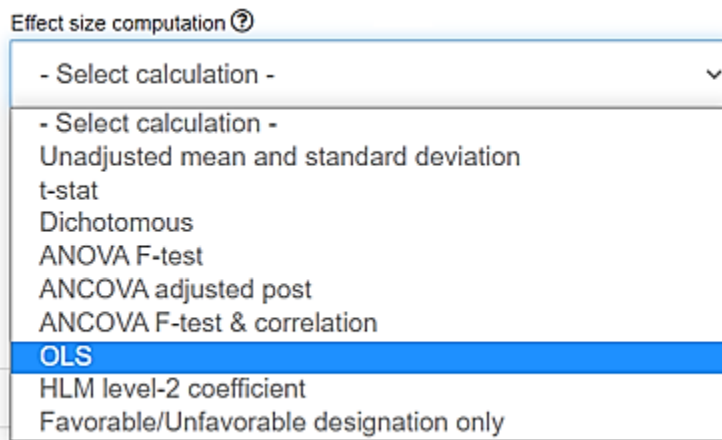 Effect size computation ?
- Select calculation -
- Select calculation -
Unadjusted mean and standard deviation
t-stat
Dichotomous
ANOVA F-test
ANCOVA adjusted post
ANCOVA F-test & correlation
OLS
HLM level-2 coefficient
Favorable/Unfavorable designation only